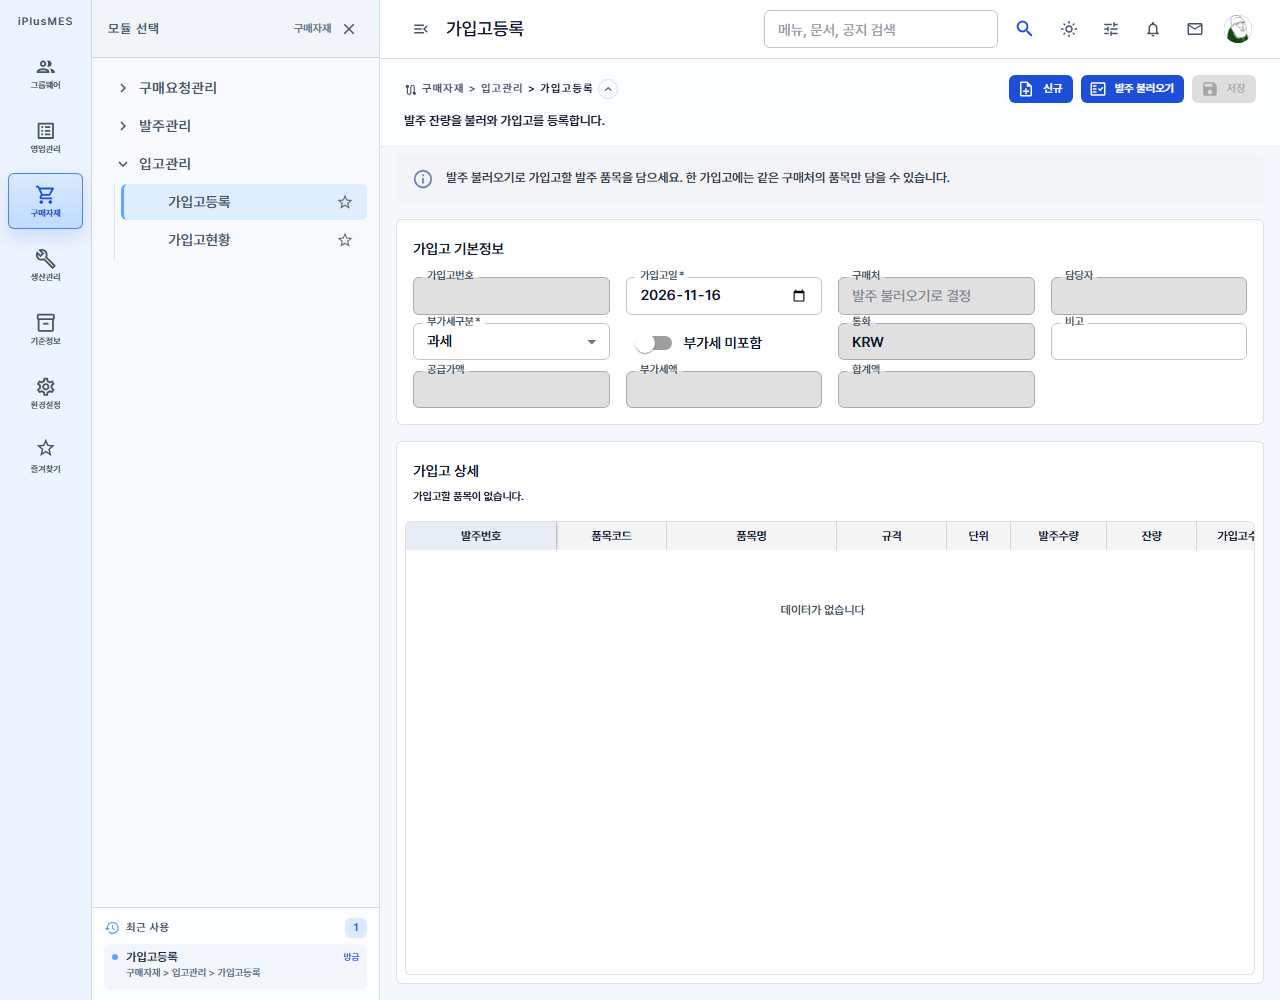 iPlusMES
그룹웨어
영업관리
구매자재
생산관리
기준정보
환경설정
즐겨찾기
모듈 선택
구매자재
구매요청관리
발주관리
입고관리
가입고등록
가입고현황
최근 사용
1
가입고등록
방금
구매자재 > 입고관리 > 가입고등록
가입고등록
메뉴, 문서, 공지 검색
구매자재 > 입고관리 > 가입고등록
신규
발주 불러오기
저장
발주 잔량을 불러와 가입고를 등록합니다.
발주 불러오기로 가입고할 발주 품목을 담으세요. 한 가입고에는 같은 구매처의 품목만 담을 수 있습니다.
가입고 기본정보
가입고번호
가입고일 *
2026-11-16
구매처
발주 불러오기로 결정
담당자
부가세구분 *
과세
부가세 미포함
통화
KRW
비고
공급가액
부가세액
합계액
가입고 상세
가입고할 품목이 없습니다.
발주번호 품목코드 품목명 규격 단위 발주수량 잔량 가입고수
데이터가 없습니다